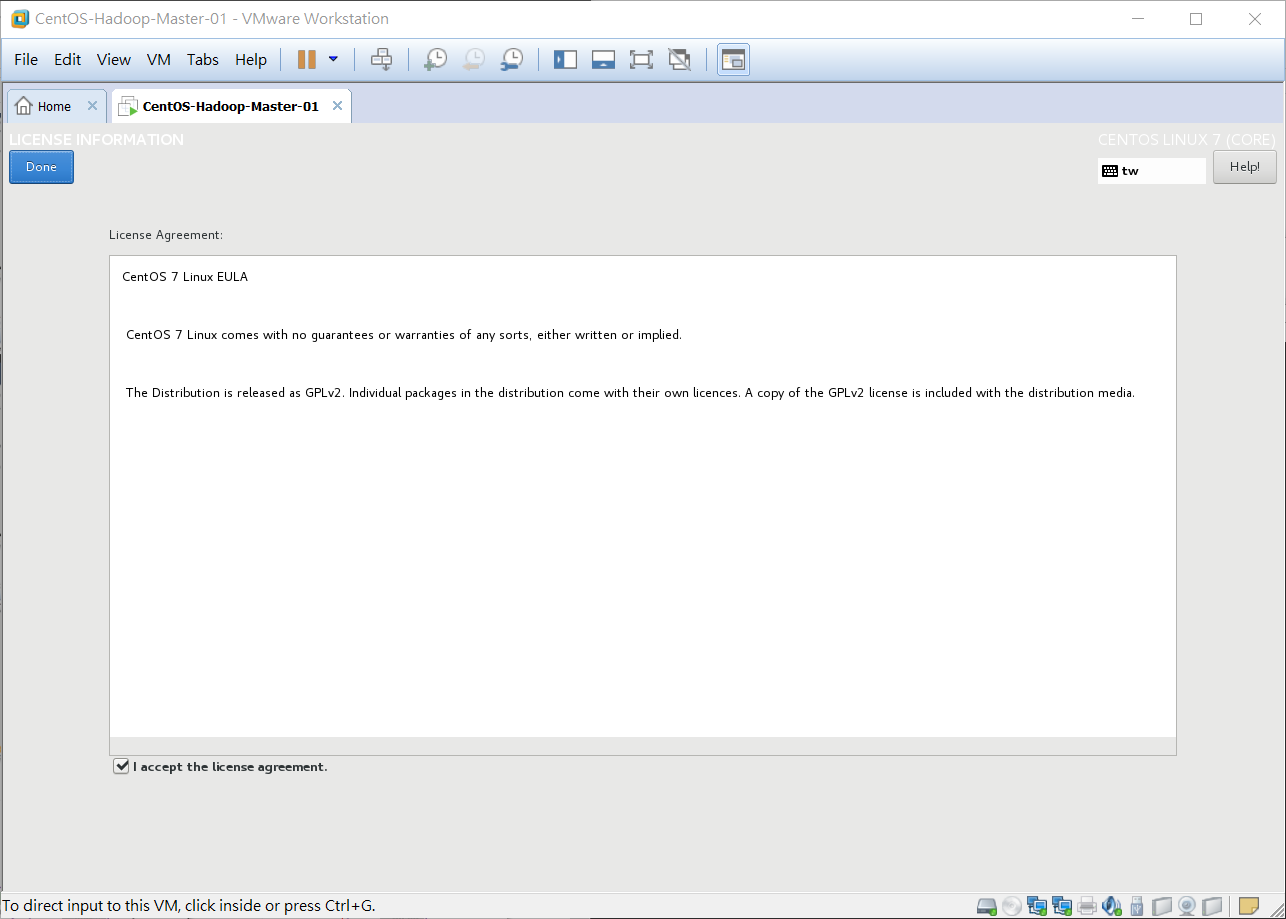 CentOS-Hadoop-Master-01 - VMware Workstation
File Edit View VM Tabs Help
Home CentOS-Hadoop-Master-01
LICENSE INFORMATION
CENTOS LINUX 7 (CORE)
Done
tw
Help!
License Agreement:
CentOS 7 Linux EULA
CentOS 7 Linux comes with no guarantees or warranties of any sorts, either written or implied.
The Distribution is released as GPLv2. Individual packages in the distribution come with their own licences. A copy of the GPLv2 license is included with the distribution media.
I accept the license agreement.
To direct input to this VM, click inside or press Ctrl+G.